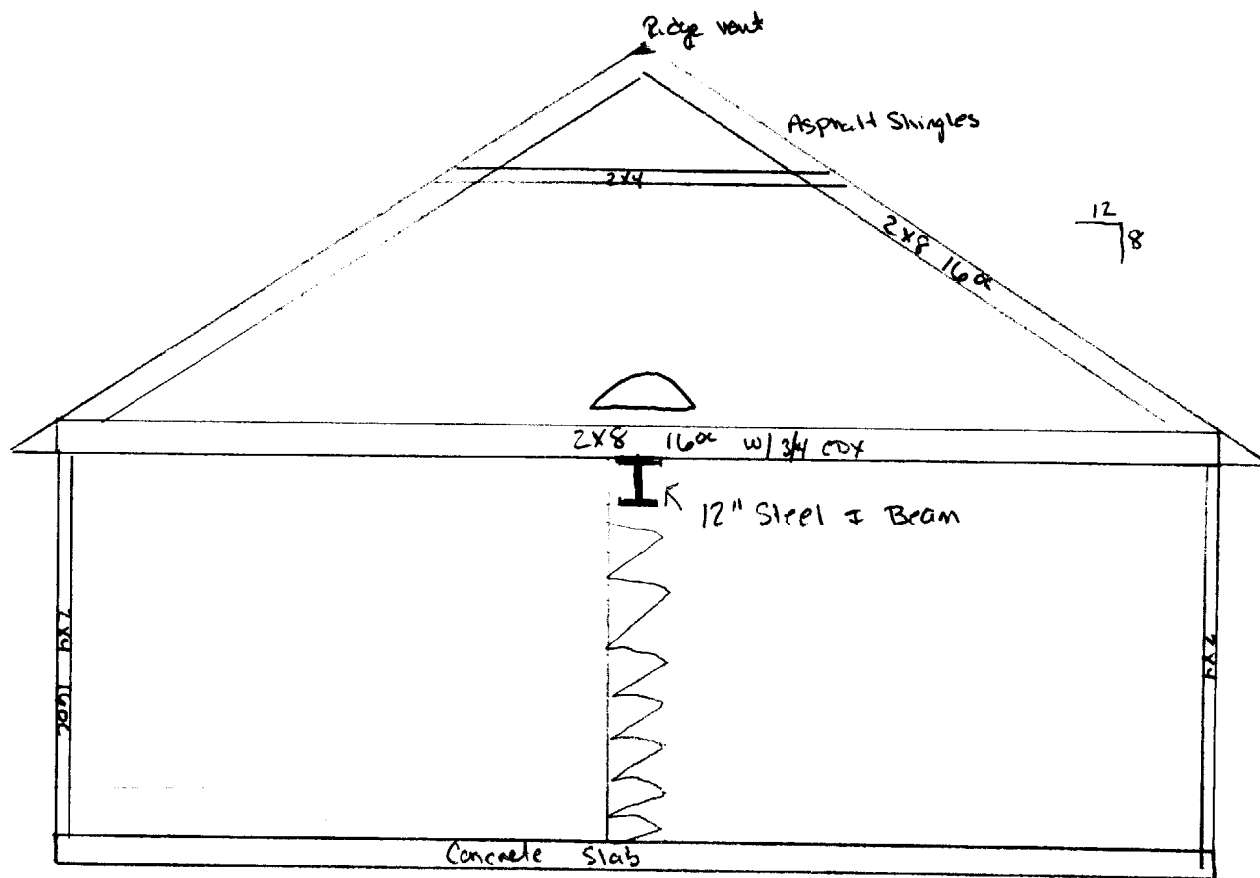 Ridge vent
Asphalt Shingles
2x4
12
8
2x8 16oc
2x8 16oc w/ 3/4 CDX
12" Steel I Beam
2x4 16oc
2x4
Concrete Slab